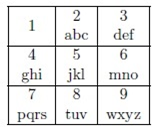 1 2 3
abc def
4 5 6
ghi jkl mno
7 8 9
pqrs tuv wxyz